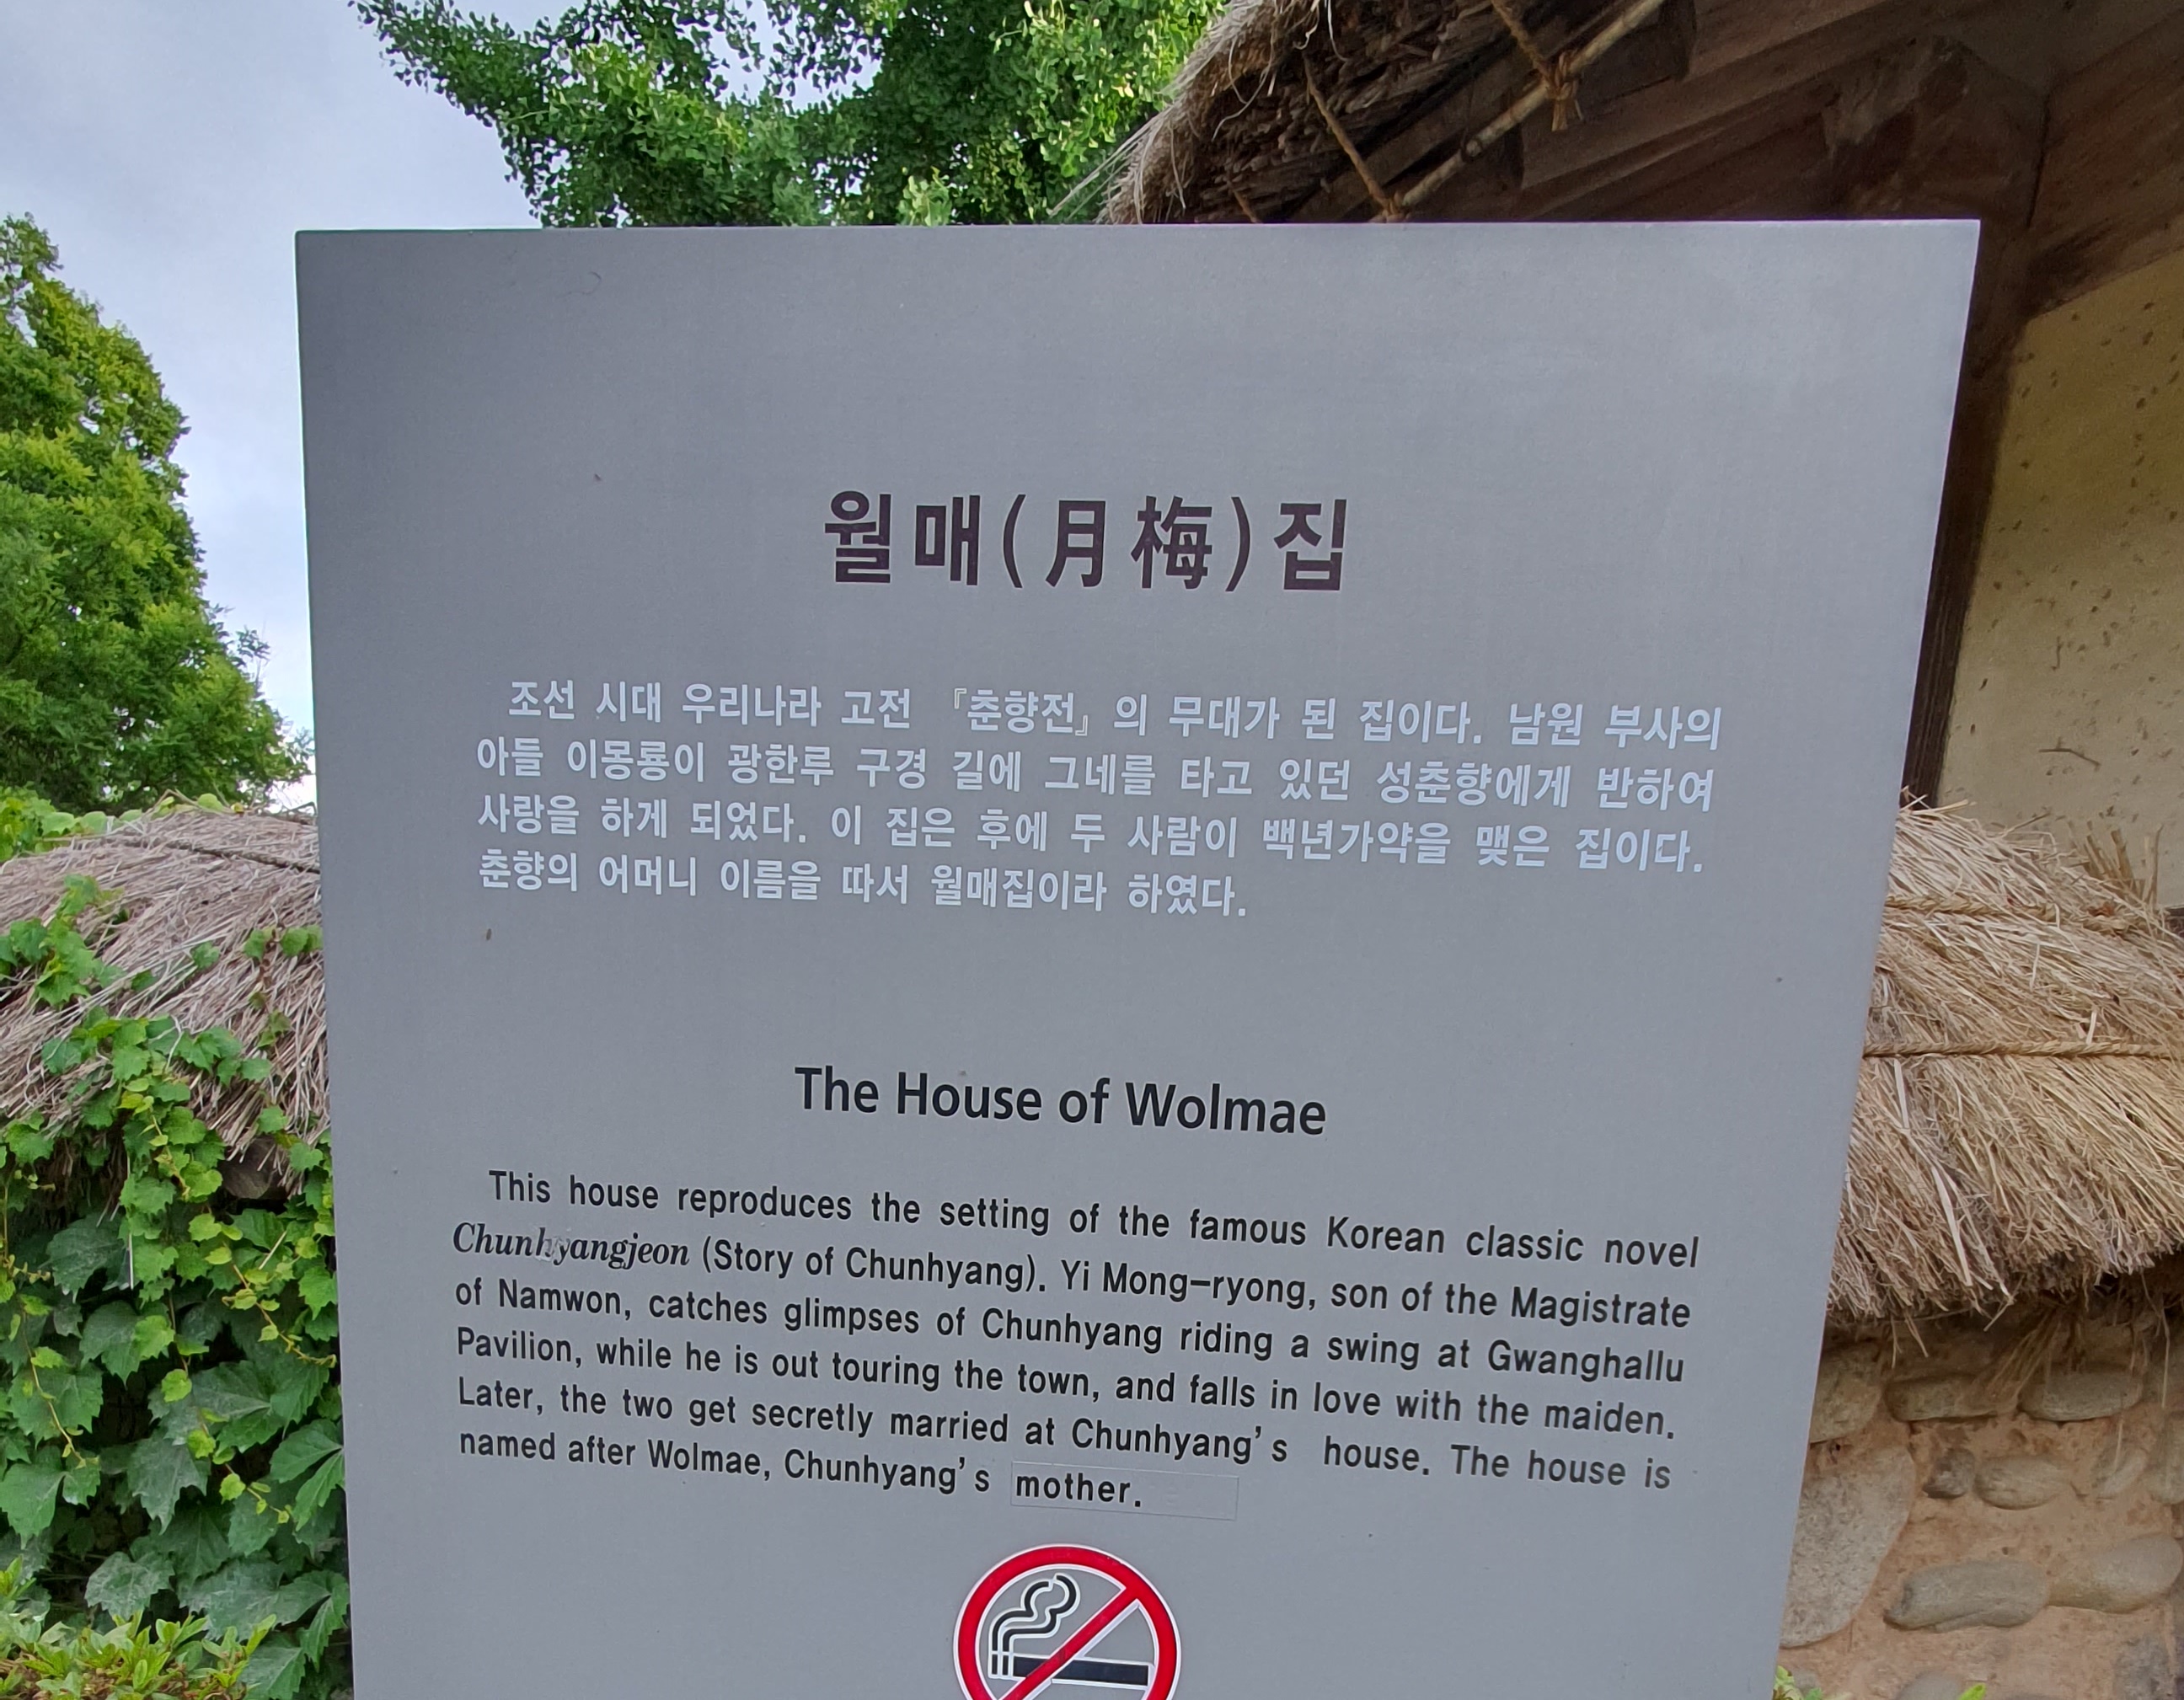 월매(月梅)집
조선 시대 우리나라 고전 『춘향전』의 무대가 된 집이다. 남원 부사의
아들 이몽룡이 광한루 구경 길에 그네를 타고 있던 성춘향에게 반하여
사랑을 하게 되었다. 이 집은 후에 두 사람이 백년가약을 맺은 집이다.
춘향의 어머니 이름을 따서 월매집이라 하였다.
The House of Wolmae
This house reproduces the setting of the famous Korean classic novel
Chunhyangjeon (Story of Chunhyang). Yi Mong-ryong, son of the Magistrate
of Namwon, catches glimpses of Chunhyang riding a swing at Gwanghallu
Pavilion, while he is out touring the town, and falls in love with the maiden.
Later, the two get secretly married at Chunhyang's house. The house is
named after Wolmae, Chunhyang's mother.